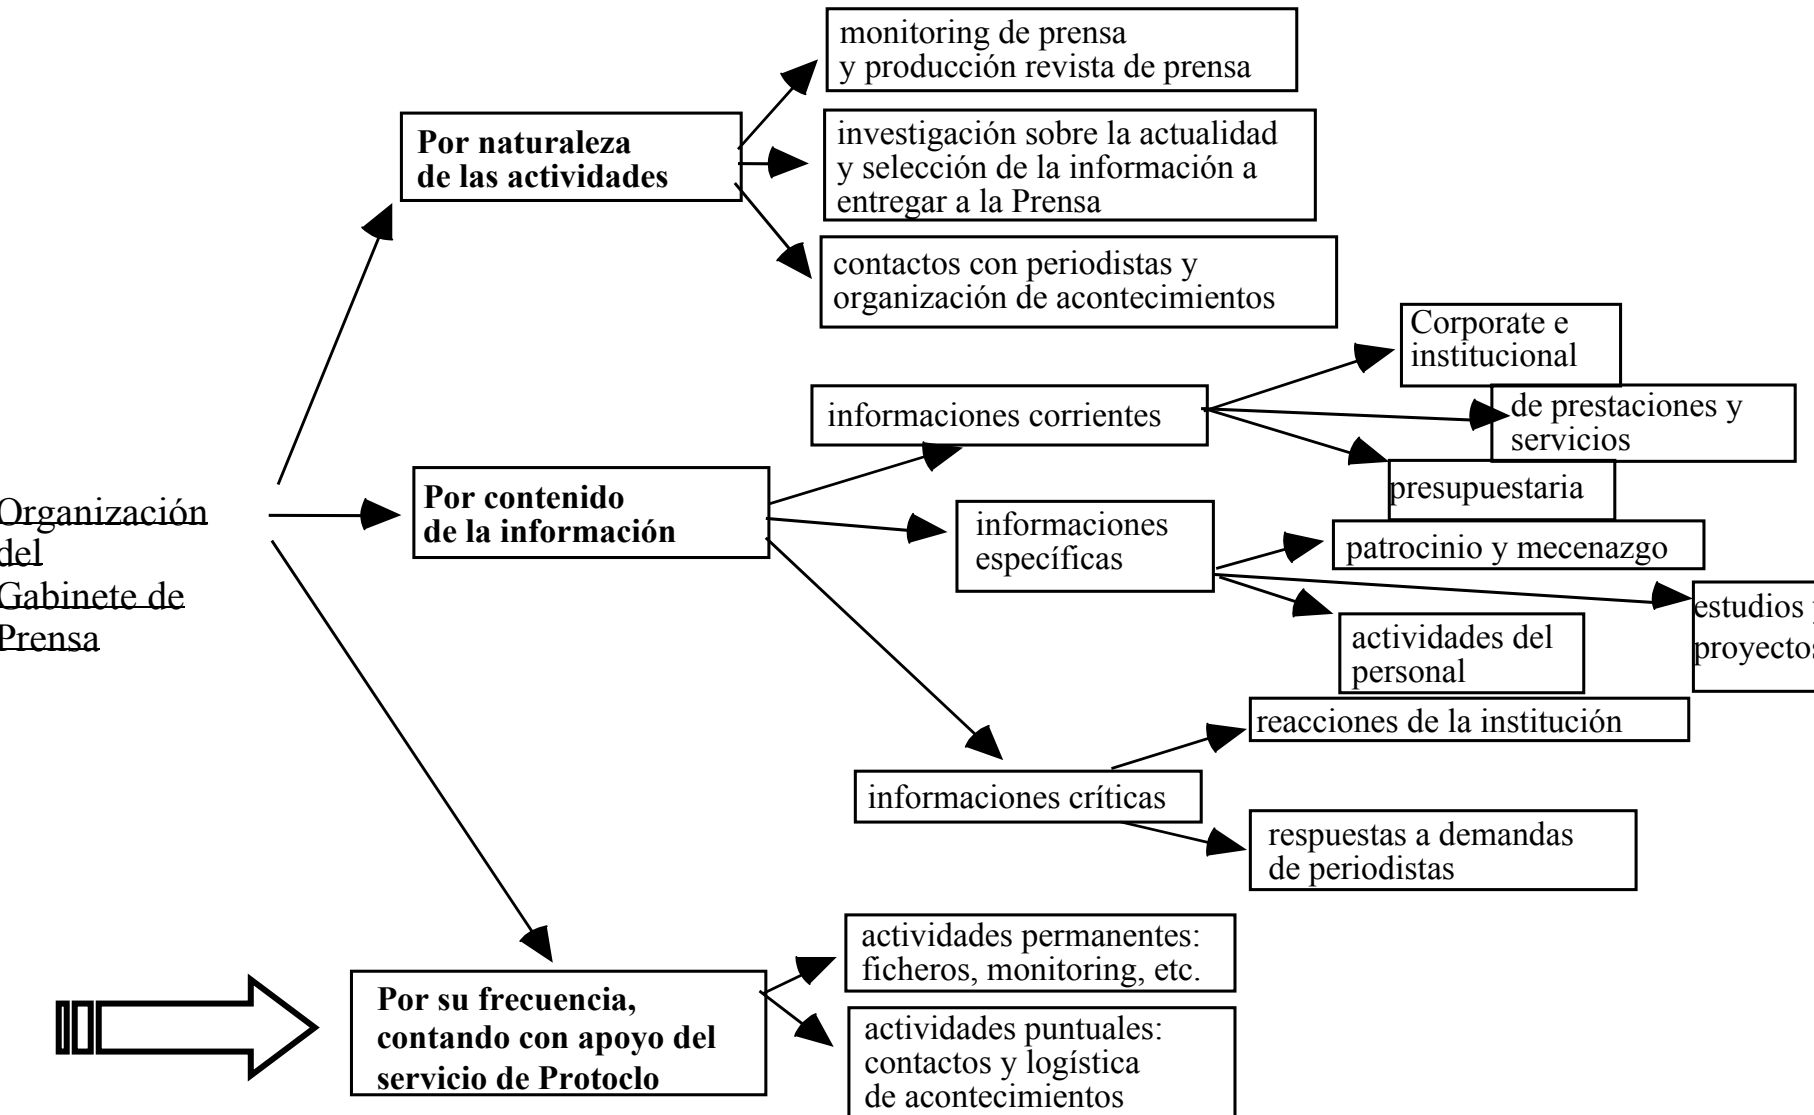 monitoring de prensa
y producción revista de prensa
Por naturaleza
de las actividades
investigación sobre la actualidad
y selección de la información a
entregar a la Prensa
contactos con periodistas y
organización de acontecimientos
Corporate e
institucional
informaciones corrientes
de prestaciones y
servicios
presupuestaria
Organización
del
Gabinete de
Prensa
Por contenido
de la información
informaciones
específicas
patrocinio y mecenazgo
estudios y
proyectos
actividades del
personal
reacciones de la institución
informaciones críticas
respuestas a demandas
de periodistas
actividades permanentes:
ficheros, monitoring, etc.
Por su frecuencia,
contando con apoyo del
servicio de Protoclo
actividades puntuales:
contactos y logística
de acontecimientos